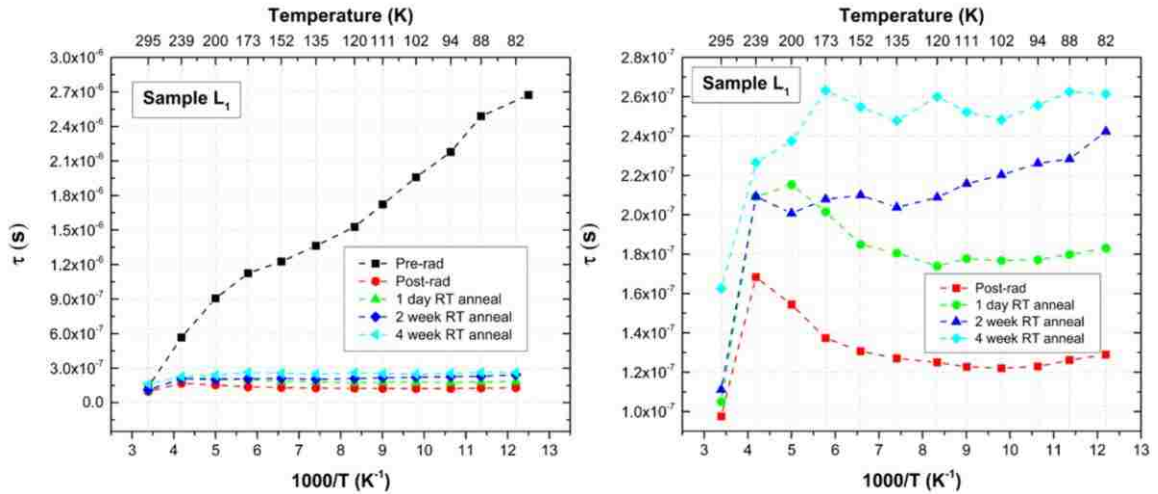 Temperature (K)
295 239 200 173 152 135 120 111 102 94 88 82
3.0x10⁻⁶
2.7x10⁻⁶
2.4x10⁻⁶
2.1x10⁻⁶
1.8x10⁻⁶
1.5x10⁻⁶
1.2x10⁻⁶
9.0x10⁻⁷
6.0x10⁻⁷
3.0x10⁻⁷
0.0
τ (s)
Sample L₁
Pre-rad
Post-rad
1 day RT anneal
2 week RT anneal
4 week RT anneal
3 4 5 6 7 8 9 10 11 12 13
1000/T (K⁻¹)
Temperature (K)
295 239 200 173 152 135 120 111 102 94 88 82
2.8x10⁻⁷
2.6x10⁻⁷
2.4x10⁻⁷
2.2x10⁻⁷
2.0x10⁻⁷
1.8x10⁻⁷
1.6x10⁻⁷
1.4x10⁻⁷
1.2x10⁻⁷
1.0x10⁻⁷
τ (s)
Sample L₁
Post-rad
1 day RT anneal
2 week RT anneal
4 week RT anneal
3 4 5 6 7 8 9 10 11 12 13
1000/T (K⁻¹)